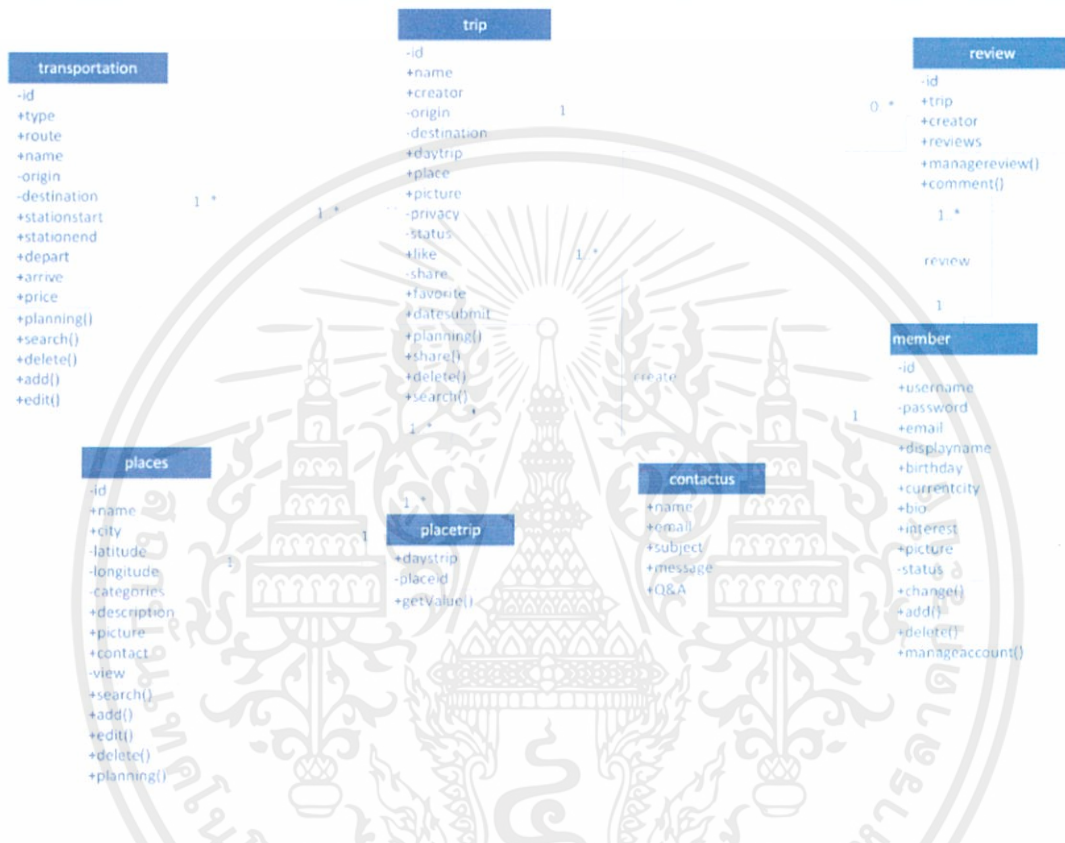 transportation
-id
+type
+route
+name
-origin
-destination
+stationstart
+stationend
+depart
+arrive
+price
+planning()
+search()
+delete()
+add()
+edit()
1 *
1 *
trip
-id
+name
+creator
-origin
-destination
+daytrip
+place
+picture
-privacy
-status
+like
-share
+favorite
+datesubmit
+planning()
+share()
+delete()
+search()
1
0 *
1..*
*
1 *
review
-id
+trip
+creator
+reviews
+managereview()
+comment()
1 *
review
1
create
1
member
-id
+username
-password
+email
+displayname
+birthday
+currentcity
+bio
+interest
+picture
-status
+change()
+add()
+delete()
+manageaccount()
places
-id
+name
+city
-latitude
-longitude
-categories
+description
+picture
+contact
-view
+search()
+add()
+edit()
+delete()
+planning()
1
1
1 *
placetrip
+daystrip
-placeid
+getValue()
contactus
+name
+email
+subject
+message
+Q&A